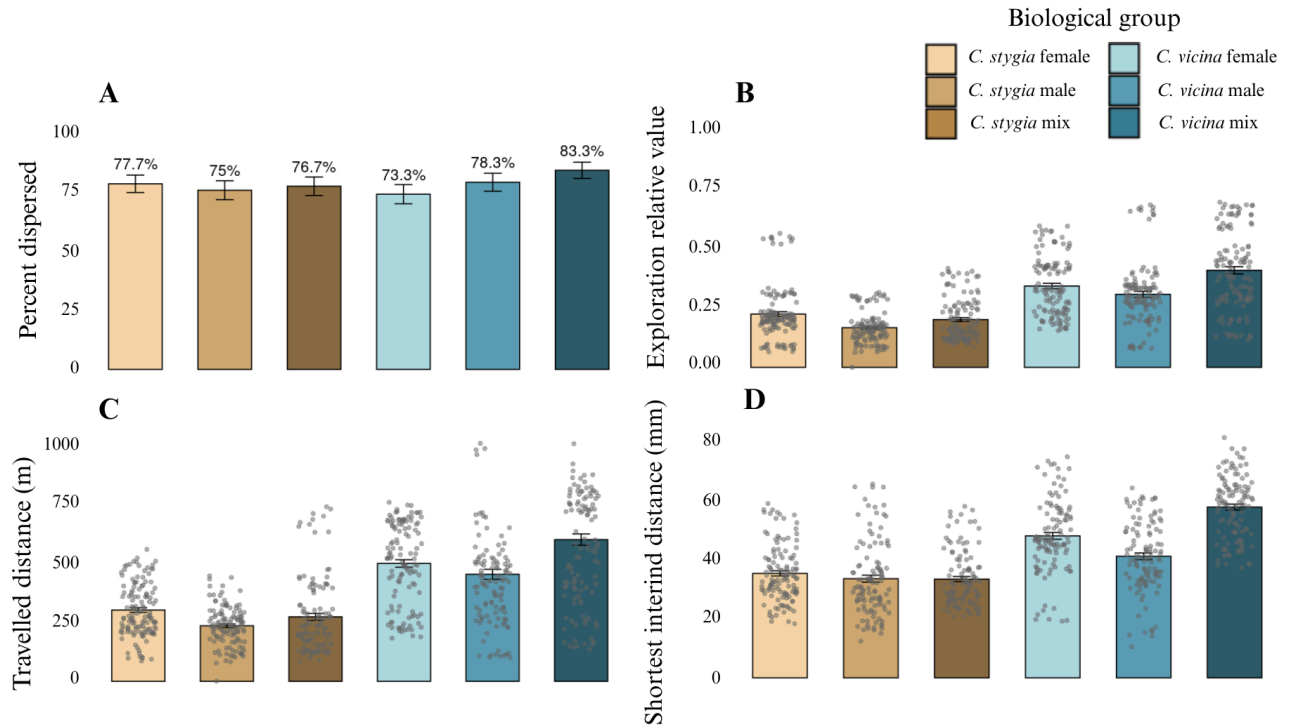 Biological group
C. stygia female
C. vicina female
C. stygia male
C. vicina male
C. stygia mix
C. vicina mix
A
Percent dispersed
100
75
50
25
0
77.7%
75%
76.7%
73.3%
78.3%
83.3%
B
Exploration relative value
1.00
0.75
0.50
0.25
0.00
C
Travelled distance (m)
1000
750
500
250
0
D
Shortest interind distance (mm)
80
60
40
20
0